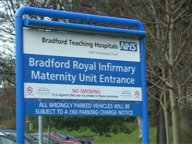 Bradford Teaching Hospitals NHS
Bradford Royal Infirmary
Maternity Unit Entrance
NO SMOKING
ALL WRONGLY PARKED VEHICLES WILL BE
SUBJECT TO A £60 PARKING CHARGE NOTICE